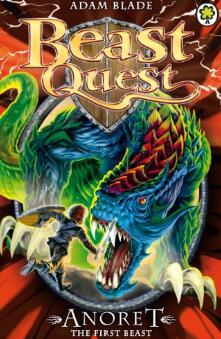 ADAM BLADE
Beast
Quest
ANORET
THE FIRST BEAST